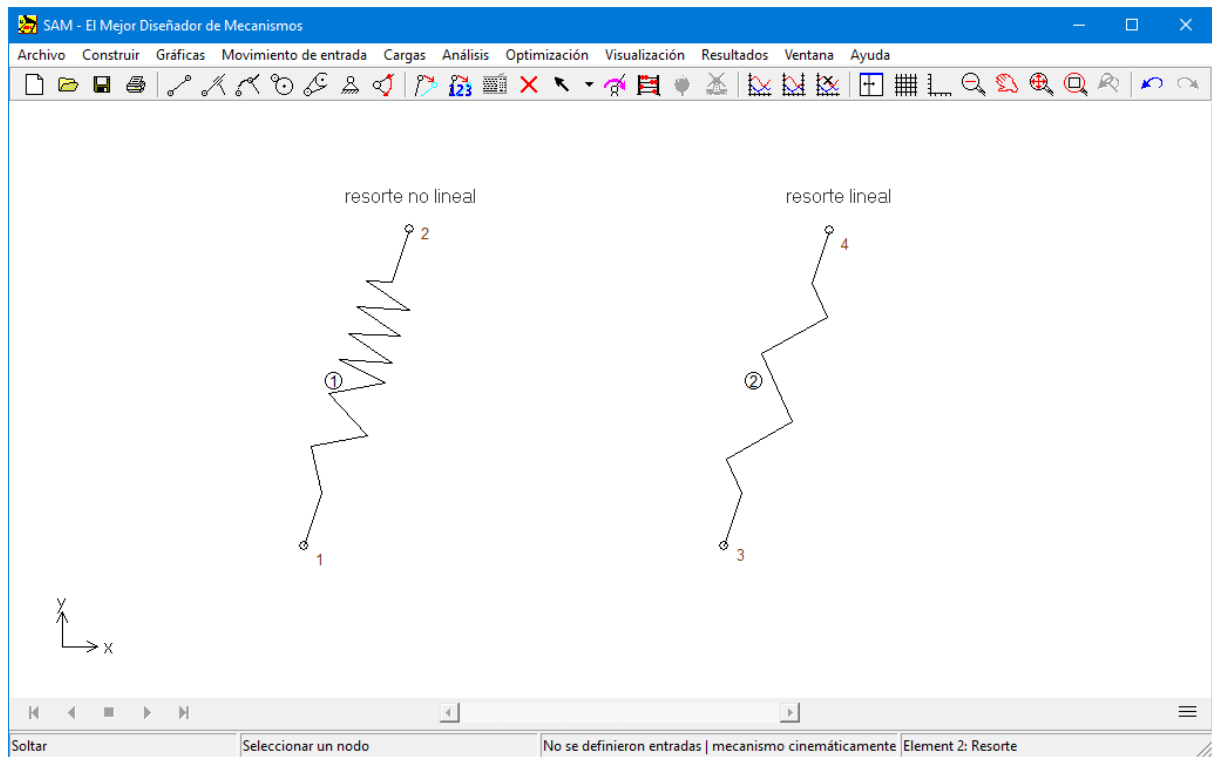 SAM - El Mejor Diseñador de Mecanismos
Archivo Construir Gráficas Movimiento de entrada Cargas Análisis Optimización Visualización Resultados Ventana Ayuda
123
resorte no lineal
resorte lineal
2
4
1
2
1
3
y
x
Soltar
Seleccionar un nodo
No se definieron entradas | mecanismo cinemáticamente
Element 2: Resorte